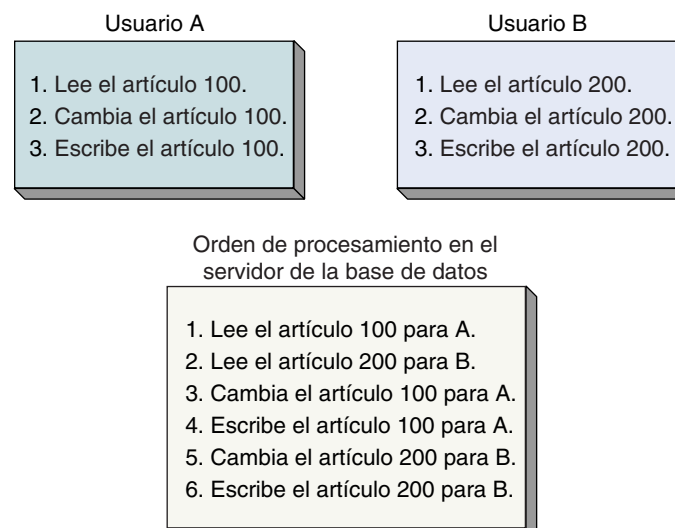 Usuario A
1. Lee el artículo 100.
2. Cambia el artículo 100.
3. Escribe el artículo 100.
Usuario B
1. Lee el artículo 200.
2. Cambia el artículo 200.
3. Escribe el artículo 200.
Orden de procesamiento en el
servidor de la base de datos
1. Lee el artículo 100 para A.
2. Lee el artículo 200 para B.
3. Cambia el artículo 100 para A.
4. Escribe el artículo 100 para A.
5. Cambia el artículo 200 para B.
6. Escribe el artículo 200 para B.